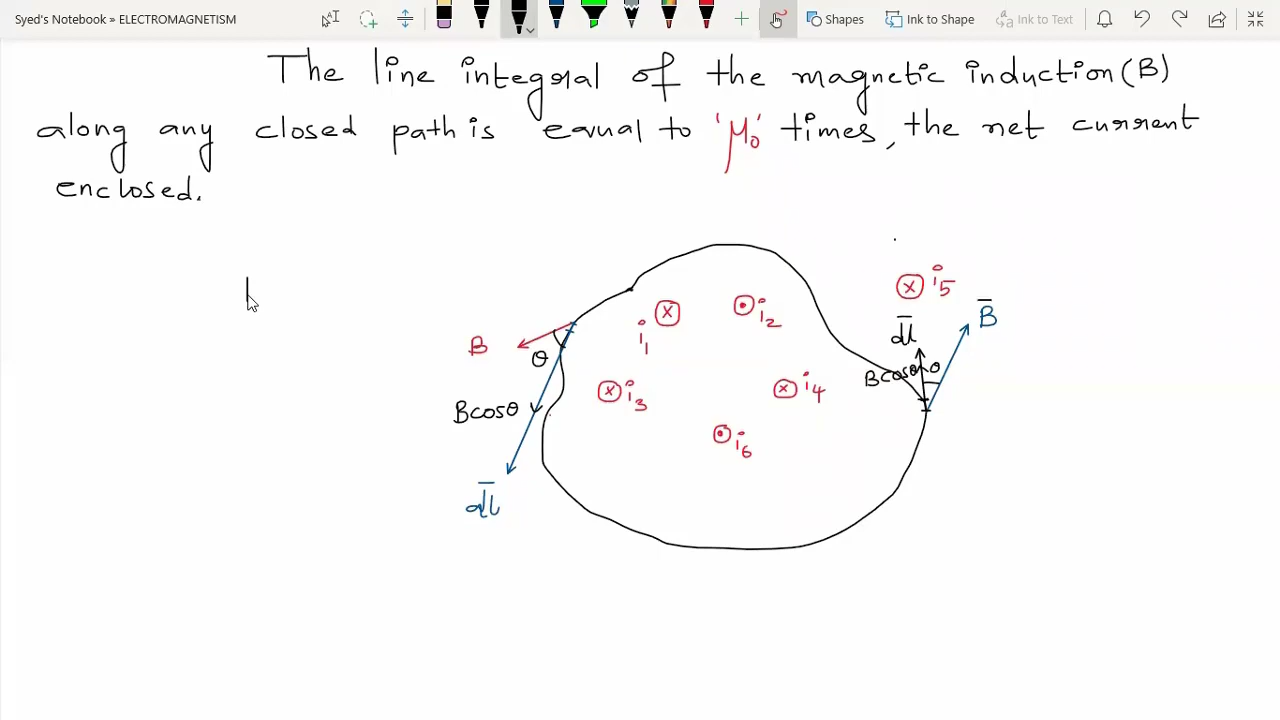 Syed's Notebook » ELECTROMAGNETISM
Shapes
Ink to Shape
Ink to Text
The line integral of the magnetic induction (B)
along any closed path is equal to 'μ₀' times, the net current
enclosed.
i₅
B
i₁
i₂
dl
B
θ
Bcosθ
θ
i₃
i₄
Bcosθ
i₆
dl